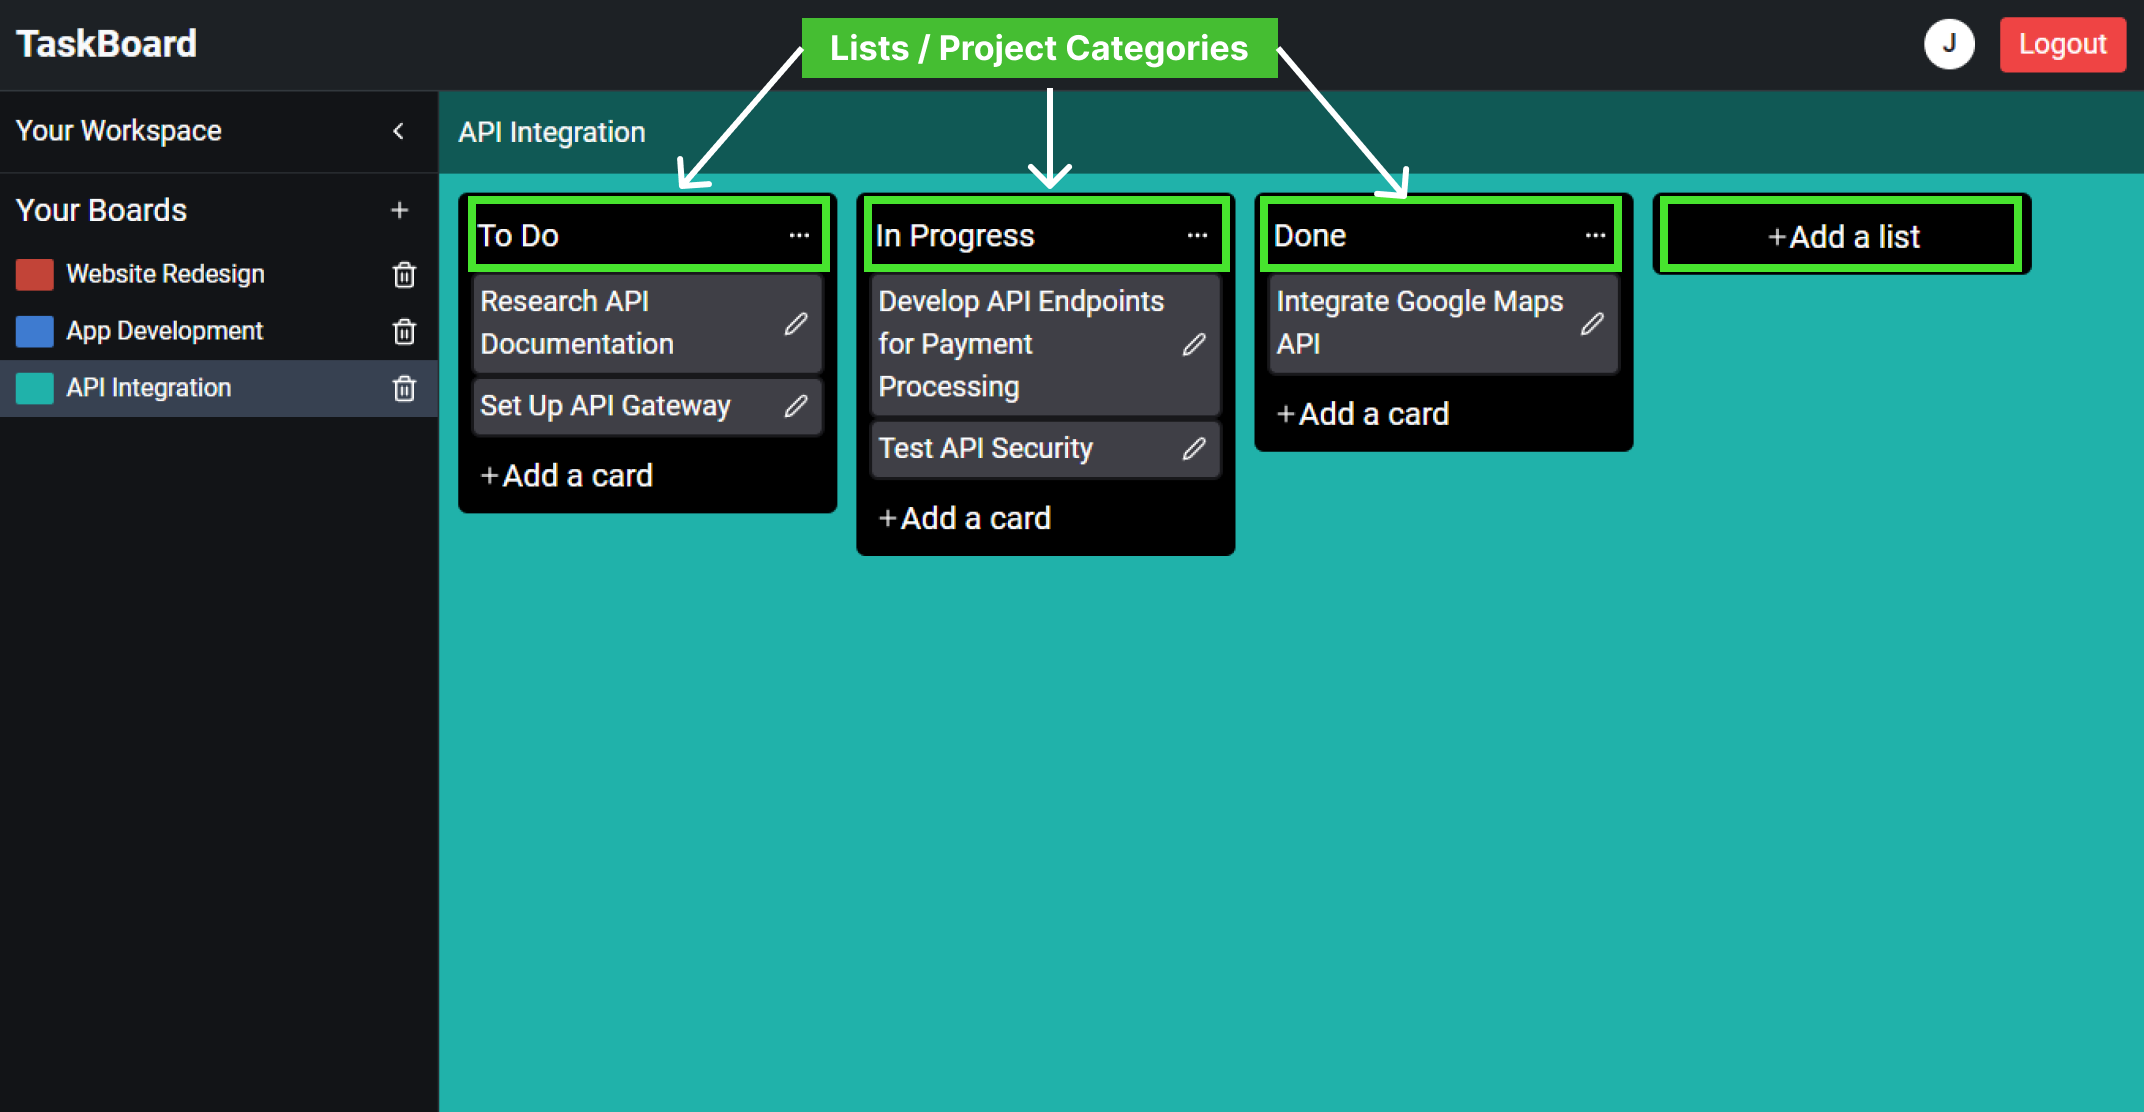 TaskBoard
Lists / Project Categories
J
Logout
Your Workspace
API Integration
Your Boards
+
Website Redesign
App Development
API Integration
To Do
...
Research API
Documentation
Set Up API Gateway
+Add a card
In Progress
...
Develop API Endpoints
for Payment
Processing
Test API Security
+Add a card
Done
...
Integrate Google Maps
API
+Add a card
+Add a list